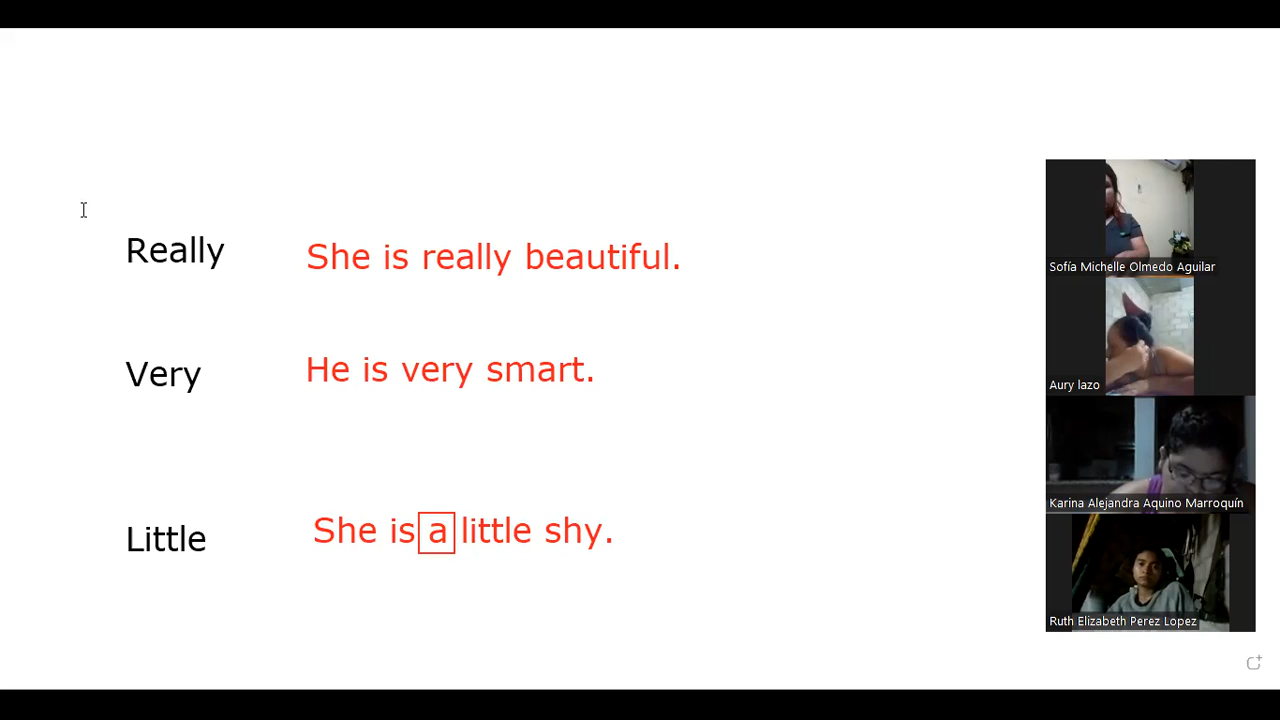 Really She is really beautiful.
Very He is very smart.
Little She is a little shy.
Sofía Michelle Olmedo Aguilar
Aury lazo
Karina Alejandra Aquino Marroquín
Ruth Elizabeth Perez Lopez